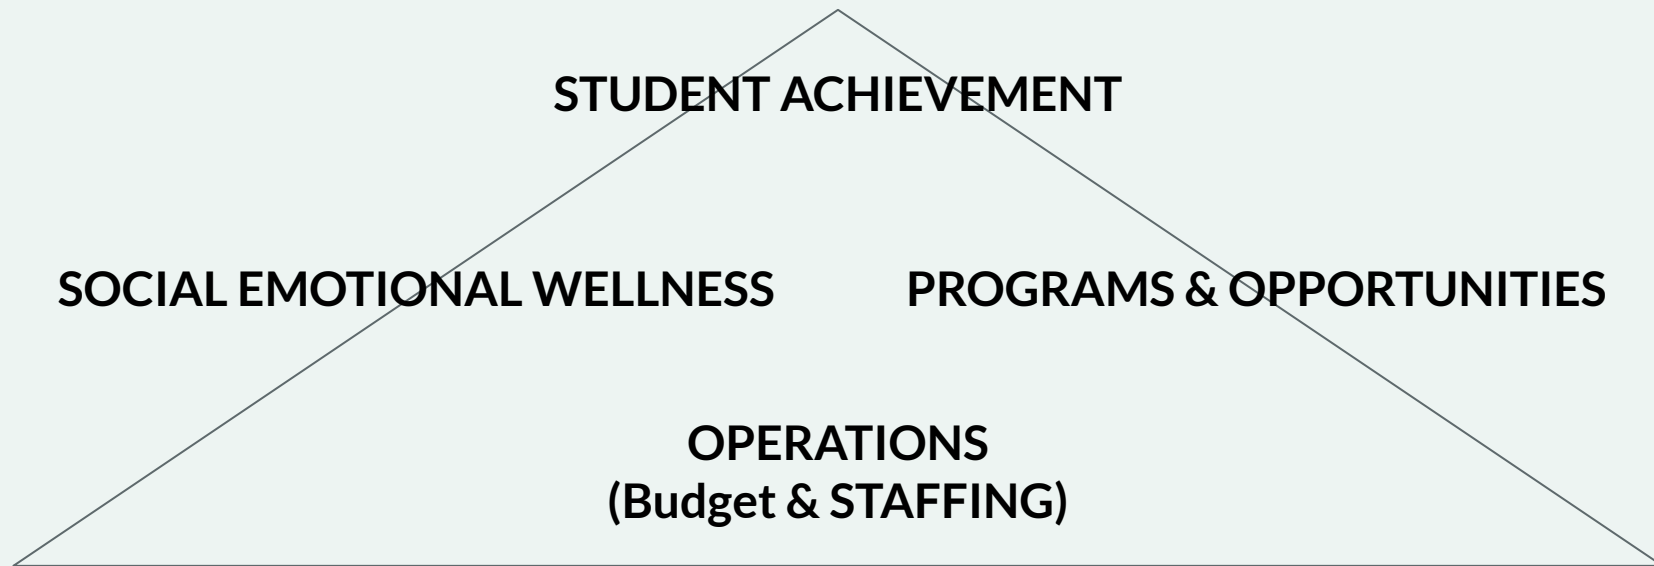 STUDENT ACHIEVEMENT
SOCIAL EMOTIONAL WELLNESS
PROGRAMS & OPPORTUNITIES
OPERATIONS
(Budget & STAFFING)